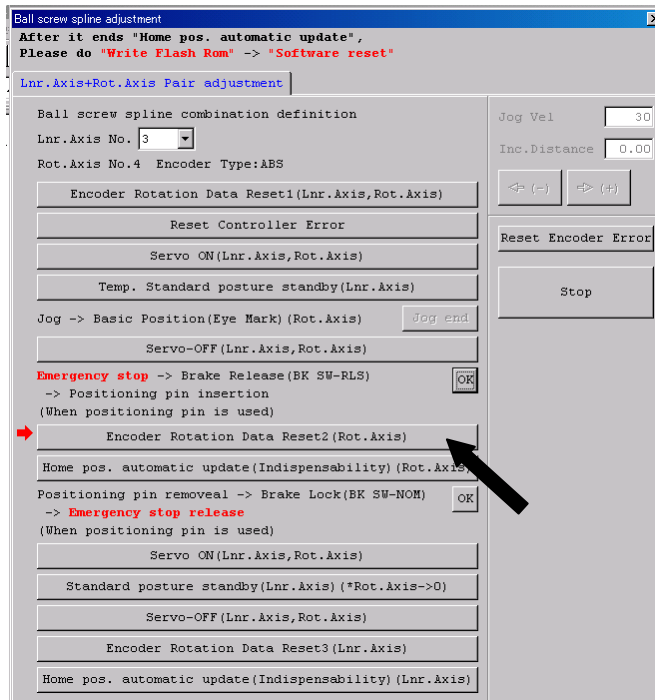 Ball screw spline adjustment
After it ends "Home pos. automatic update",
Please do "Write Flash Rom" -> "Software reset"
Lnr.Axis+Rot.Axis Pair adjustment
Ball screw spline combination definition
Lnr.Axis No. 3
Rot.Axis No.4 Encoder Type:ABS
Encoder Rotation Data Reset1(Lnr.Axis,Rot.Axis)
Reset Controller Error
Servo ON(Lnr.Axis,Rot.Axis)
Temp. Standard posture standby(Lnr.Axis)
Jog -> Basic Position(Eye Mark)(Rot.Axis) Jog end
Servo-OFF(Lnr.Axis,Rot.Axis)
Emergency stop -> Brake Release(BK SW-RLS) OK
-> Positioning pin insertion
(When positioning pin is used)
Encoder Rotation Data Reset2(Rot.Axis)
Home pos. automatic update(Indispensability)(Rot.Axis)
Positioning pin removeal -> Brake Lock(BK SW-NOM) OK
-> Emergency stop release
(When positioning pin is used)
Servo ON(Lnr.Axis,Rot.Axis)
Standard posture standby(Lnr.Axis)(*Rot.Axis->0)
Servo-OFF(Lnr.Axis,Rot.Axis)
Encoder Rotation Data Reset3(Lnr.Axis)
Home pos. automatic update(Indispensability)(Lnr.Axis)
Jog Vel 30
Inc.Distance 0.00
(-) (+)
Reset Encoder Error
Stop